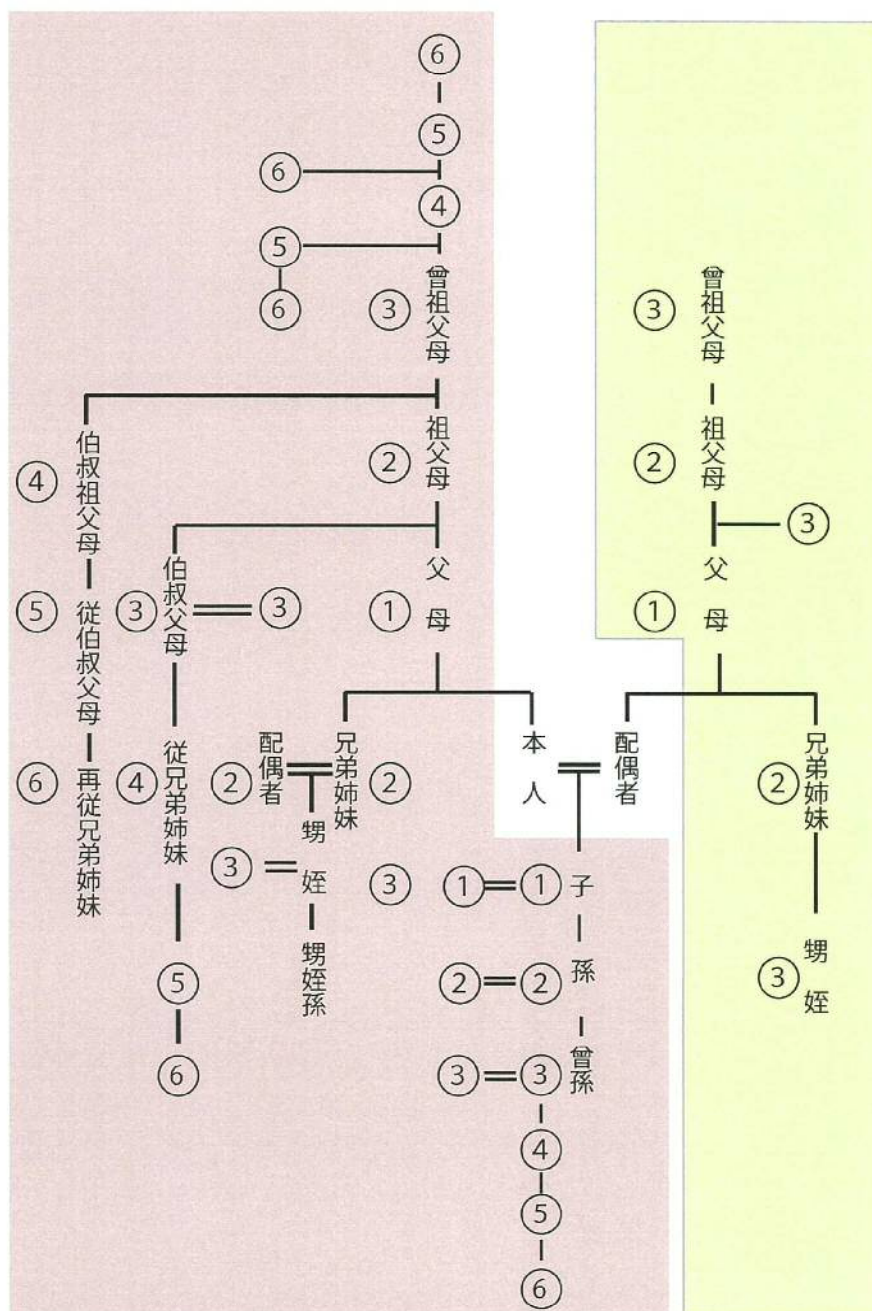 ⑥
⑤
⑥
④
⑤
⑥
③
曾祖父母
③
曾祖父母
④
伯叔祖父母
②
祖父母
②
祖父母
③
⑤
従伯叔父母
③
伯叔父母
③
①
父母
①
父母
⑥
再従兄弟姉妹
④
従兄弟姉妹
②
配偶者
兄弟姉妹
②
本人
配偶者
②
兄弟姉妹
③
甥姪
③
①
①
子
⑤
甥姪孫
②
②
孫
③
甥姪
⑥
③
③
曾孫
④
⑤
⑥